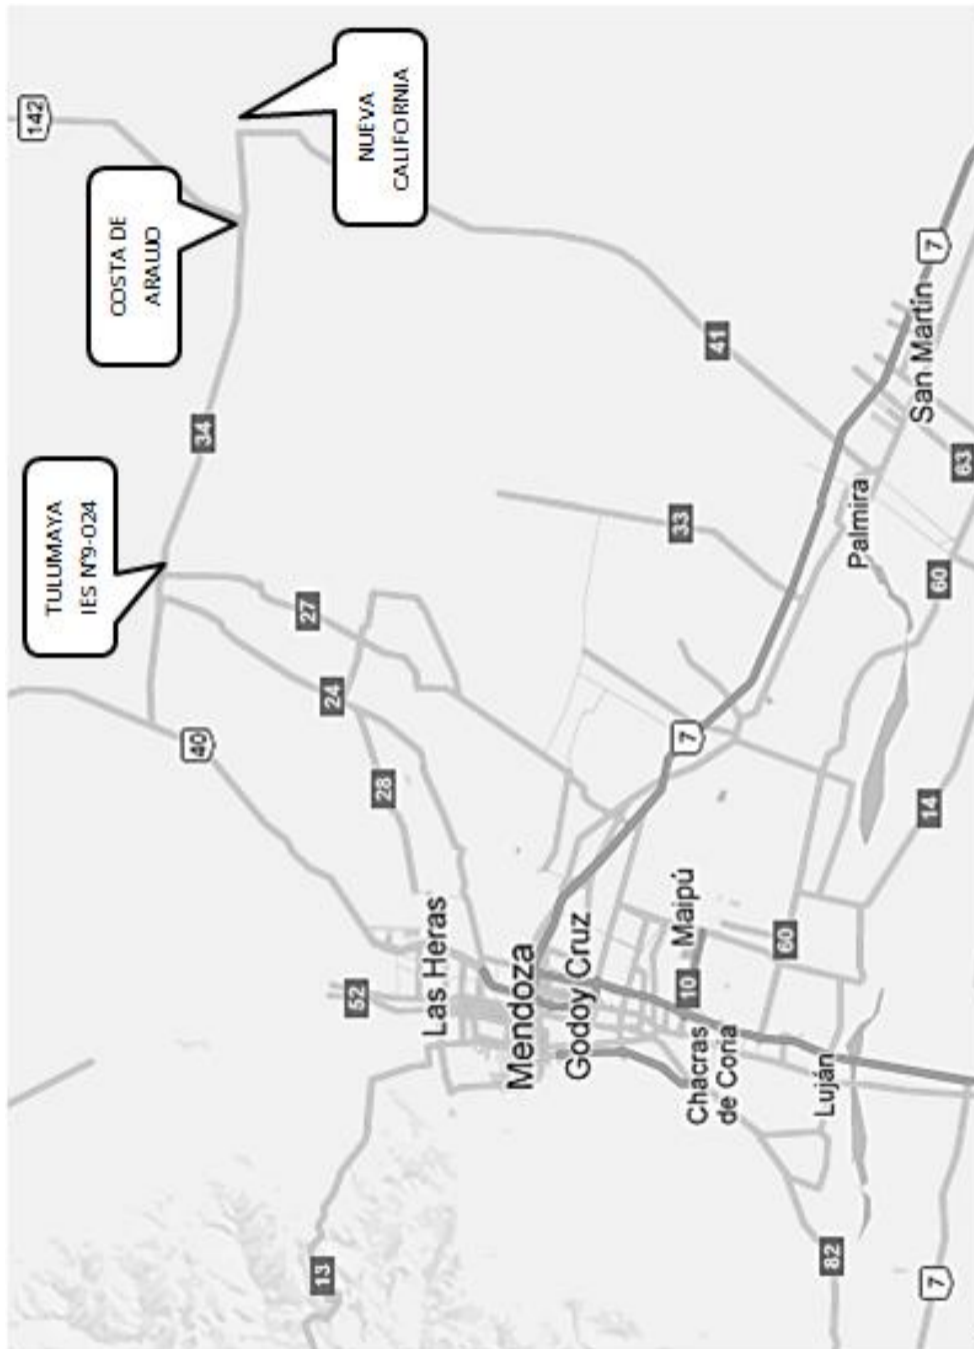 142
TULUMAYA
IES N°9-024
COSTA DE
ARAUJO
40
34
27
13
24
52
NUEVA
CALIFORNIA
28
Las Heras
Mendoza
Godoy Cruz
10
Maipú
7
33
Chacras
de Coria
41
60
Luján
82
Palmira
San Martín
7
14
60
7
63